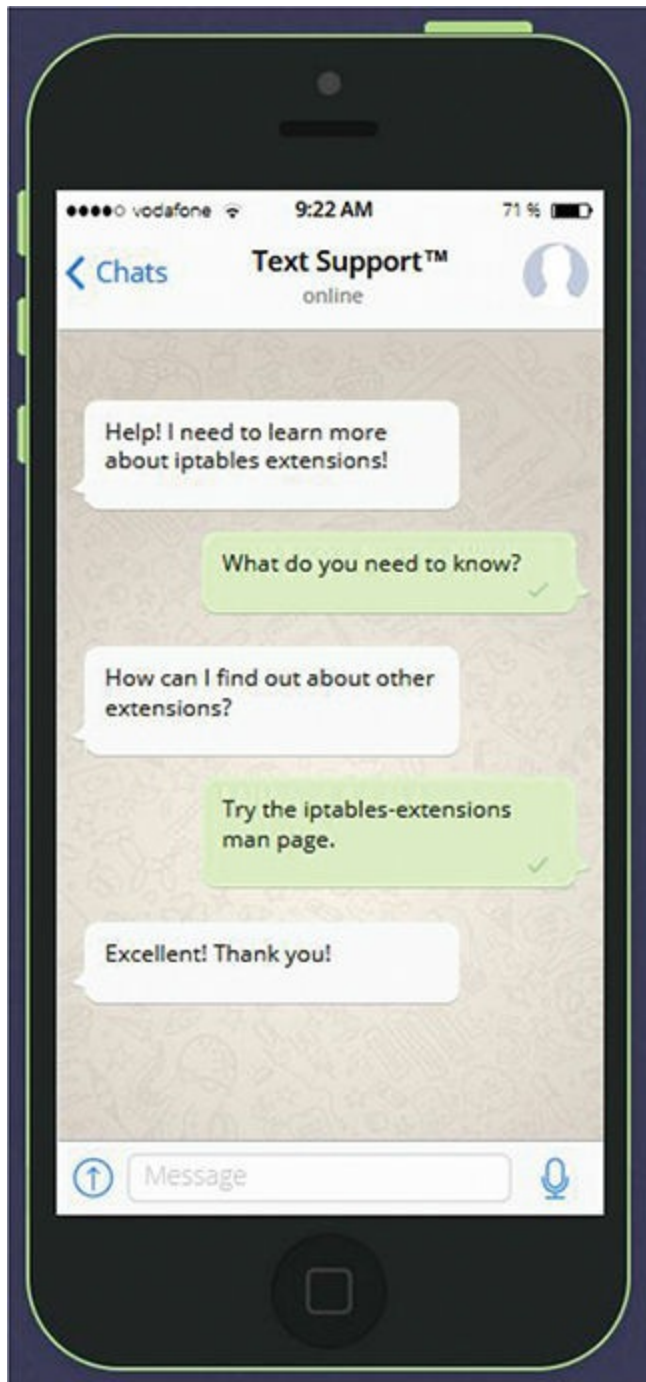 vodafone 9:22 AM 71 %
Chats Text Support™
online
Help! I need to learn more
about iptables extensions!
What do you need to know?
How can I find out about other
extensions?
Try the iptables-extensions
man page.
Excellent! Thank you!
Message